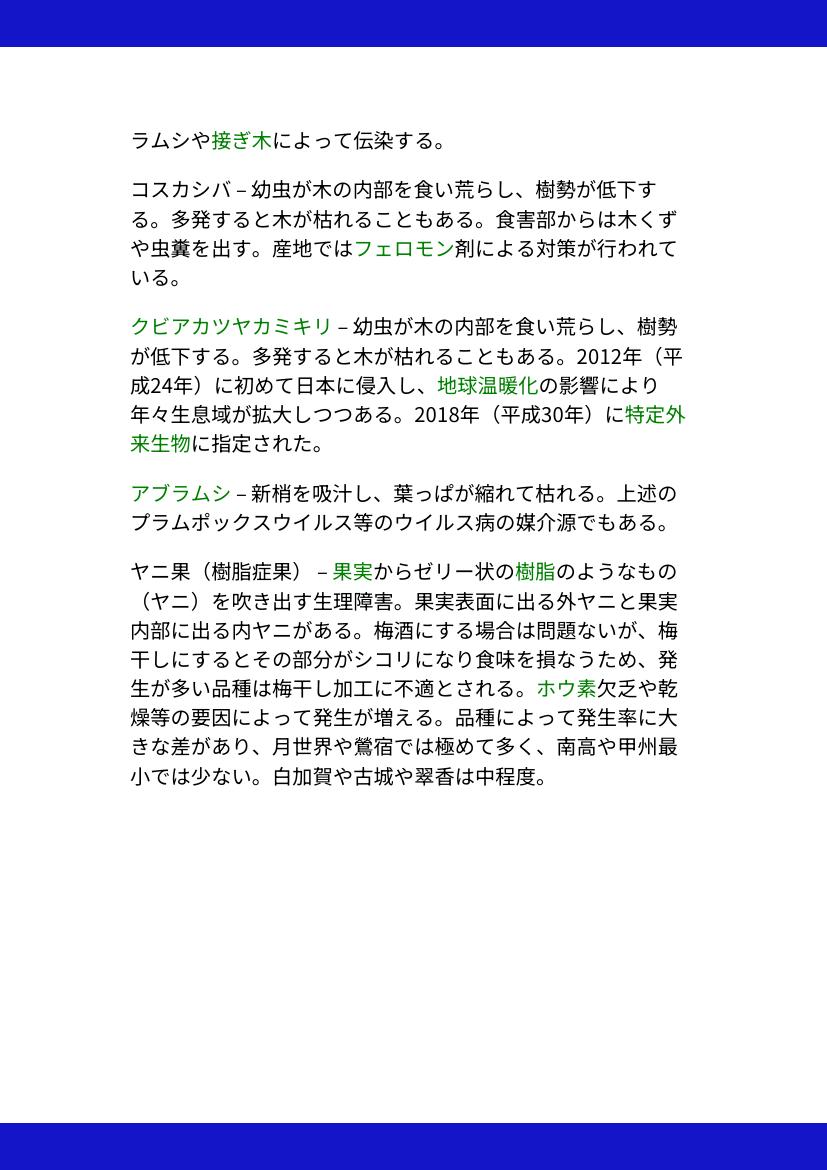 ラムシや接ぎ木によって伝染する。
コスカシバ – 幼虫が木の内部を食い荒らし、樹勢が低下す
る。多発すると木が枯れることもある。食害部からは木くず
や虫糞を出す。産地ではフェロモン剤による対策が行われて
いる。
クビアカツヤカミキリ – 幼虫が木の内部を食い荒らし、樹勢
が低下する。多発すると木が枯れることもある。2012年（平
成24年）に初めて日本に侵入し、地球温暖化の影響により
年々生息域が拡大しつつある。2018年（平成30年）に特定外
来生物に指定された。
アブラムシ – 新梢を吸汁し、葉っぱが縮れて枯れる。上述の
プラムポックスウイルス等のウイルス病の媒介源でもある。
ヤニ果（樹脂症果） – 果実からゼリー状の樹脂のようなもの
（ヤニ）を吹き出す生理障害。果実表面に出る外ヤニと果実
内部に出る内ヤニがある。梅酒にする場合は問題ないが、梅
干しにするとその部分がシコリになり食味を損なうため、発
生が多い品種は梅干し加工に不適とされる。ホウ素欠乏や乾
燥等の要因によって発生が増える。品種によって発生率に大
きな差があり、月世界や鶯宿では極めて多く、南高や甲州最
小では少ない。白加賀や古城や翠香は中程度。